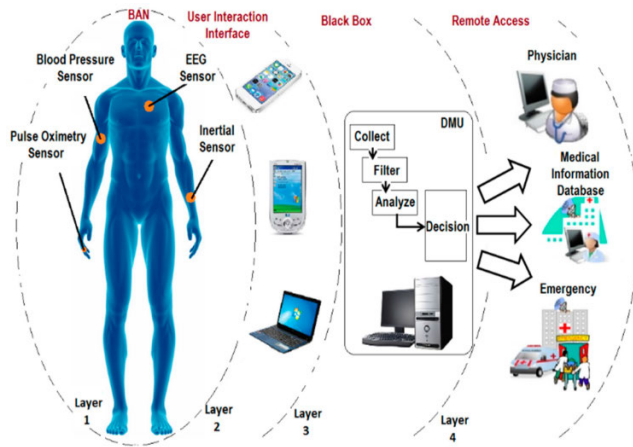 BAN
User Interaction
Interface
Black Box
Remote Access
Blood Pressure
Sensor
EEG
Sensor
Pulse Oximetry
Sensor
Inertial
Sensor
DMU
Collect
Filter
Analyze
Decision
Physician
Medical
Information
Database
Emergency
Layer
1
Layer
2
Layer
3
Layer
4